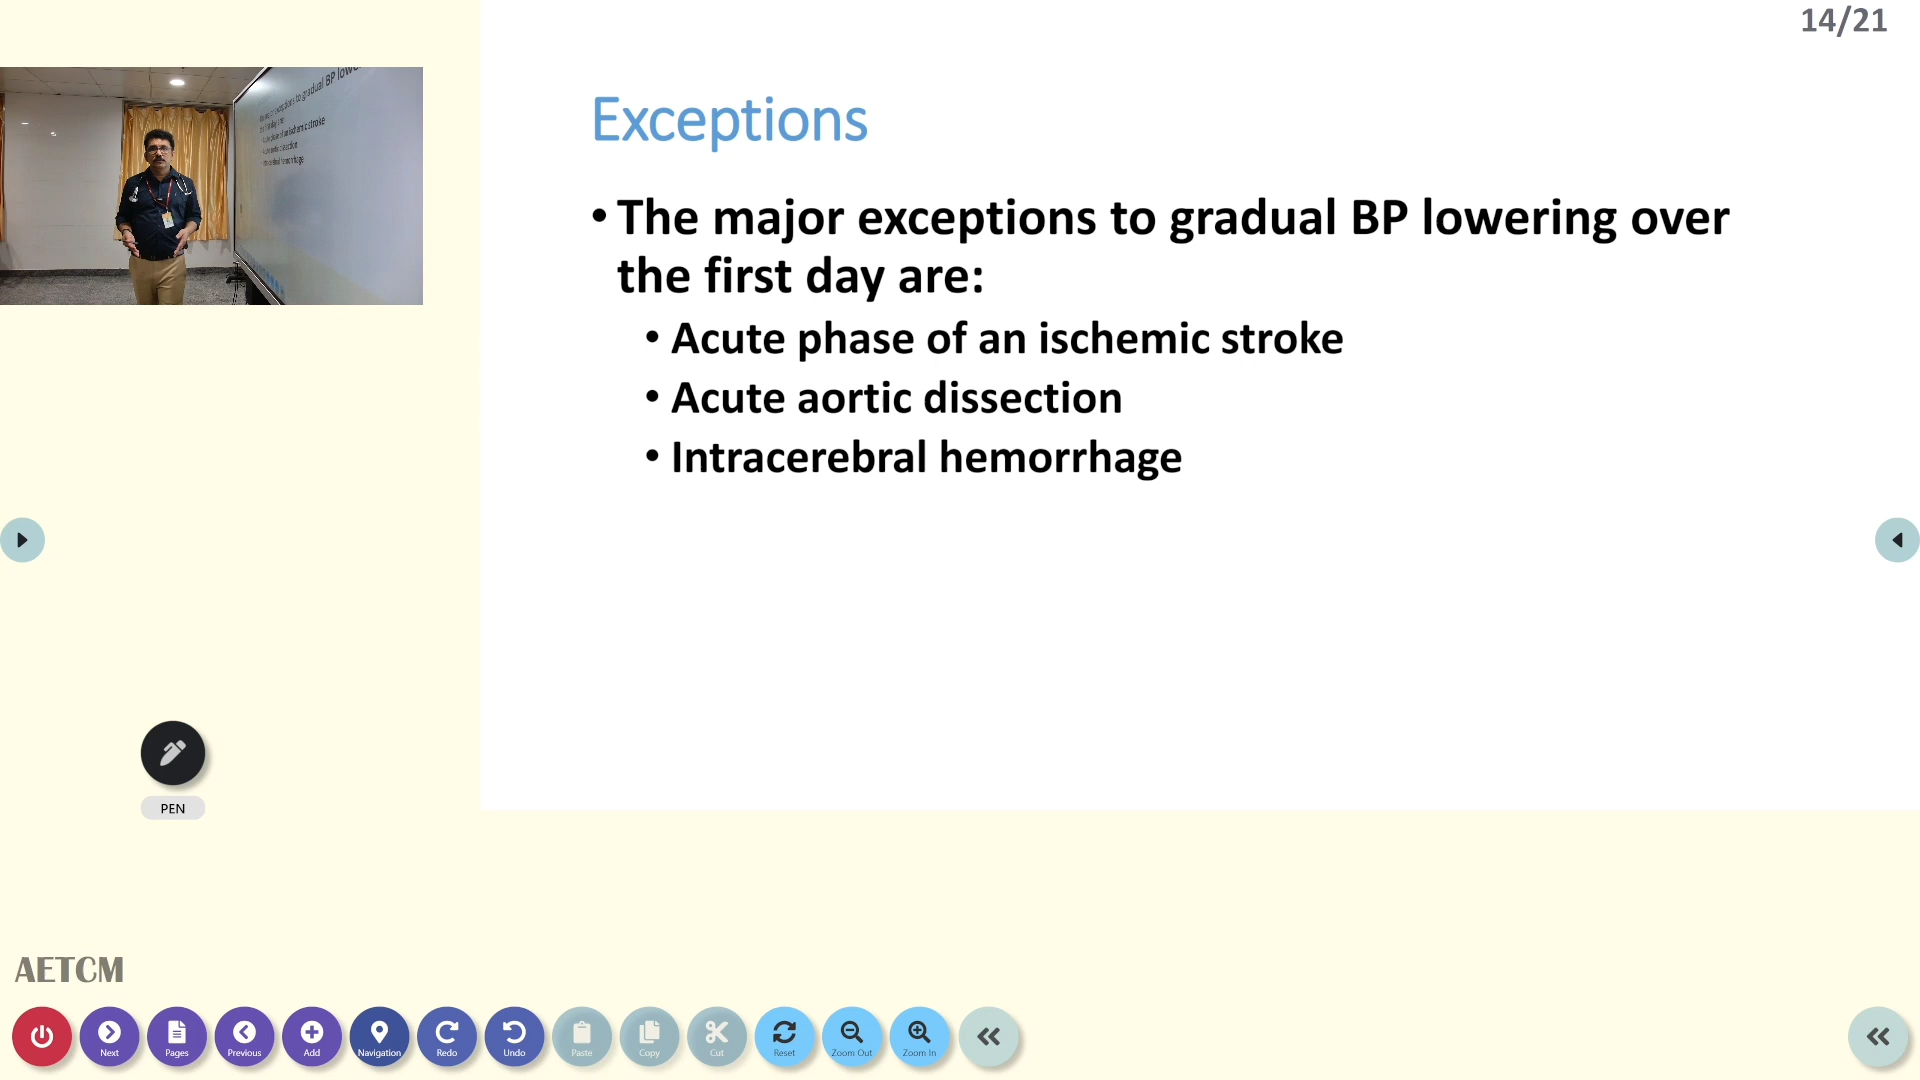 14/21
Exceptions
• The major exceptions to gradual BP lowering over
the first day are:
• Acute phase of an ischemic stroke
• Acute aortic dissection
• Intracerebral hemorrhage
PEN
AETCM
Next
Pages
Previous
Add
Navigation
Redo
Undo
Paste
Copy
Cut
Reset
Zoom Out
Zoom In